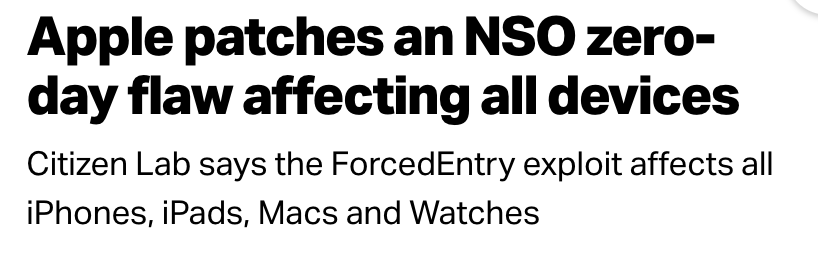 Apple patches an NSO zero-
day flaw affecting all devices
Citizen Lab says the ForcedEntry exploit affects all
iPhones, iPads, Macs and Watches